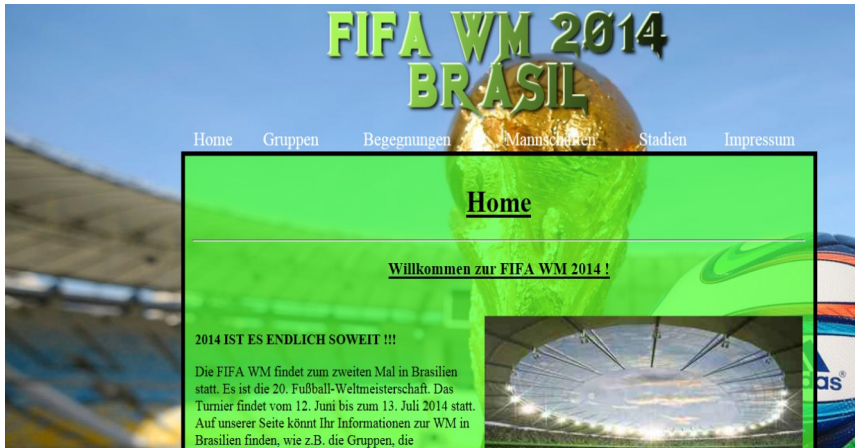 FIFA WM 2014
BRASIL
Home Gruppen Begegnungen Mannschaften Stadien Impressum
Home
Willkommen zur FIFA WM 2014 !
2014 IST ES ENDLICH SOWEIT !!!
Die FIFA WM findet zum zweiten Mal in Brasilien
statt. Es ist die 20. Fußball-Weltmeisterschaft. Das
Turnier findet vom 12. Juni bis zum 13. Juli 2014 statt.
Auf unserer Seite könnt Ihr Informationen zur WM in
Brasilien finden, wie z.B. die Gruppen, die